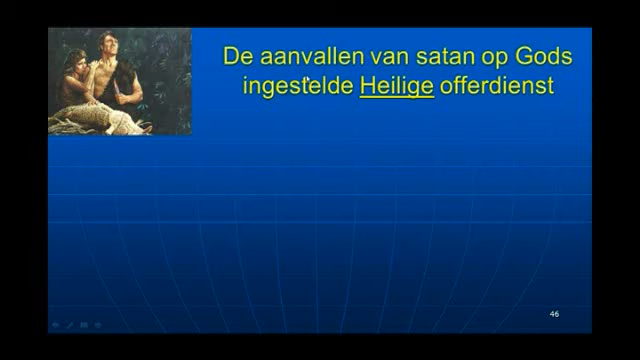 De aanvallen van satan op Gods
ingestelde Heilige offerdienst
46